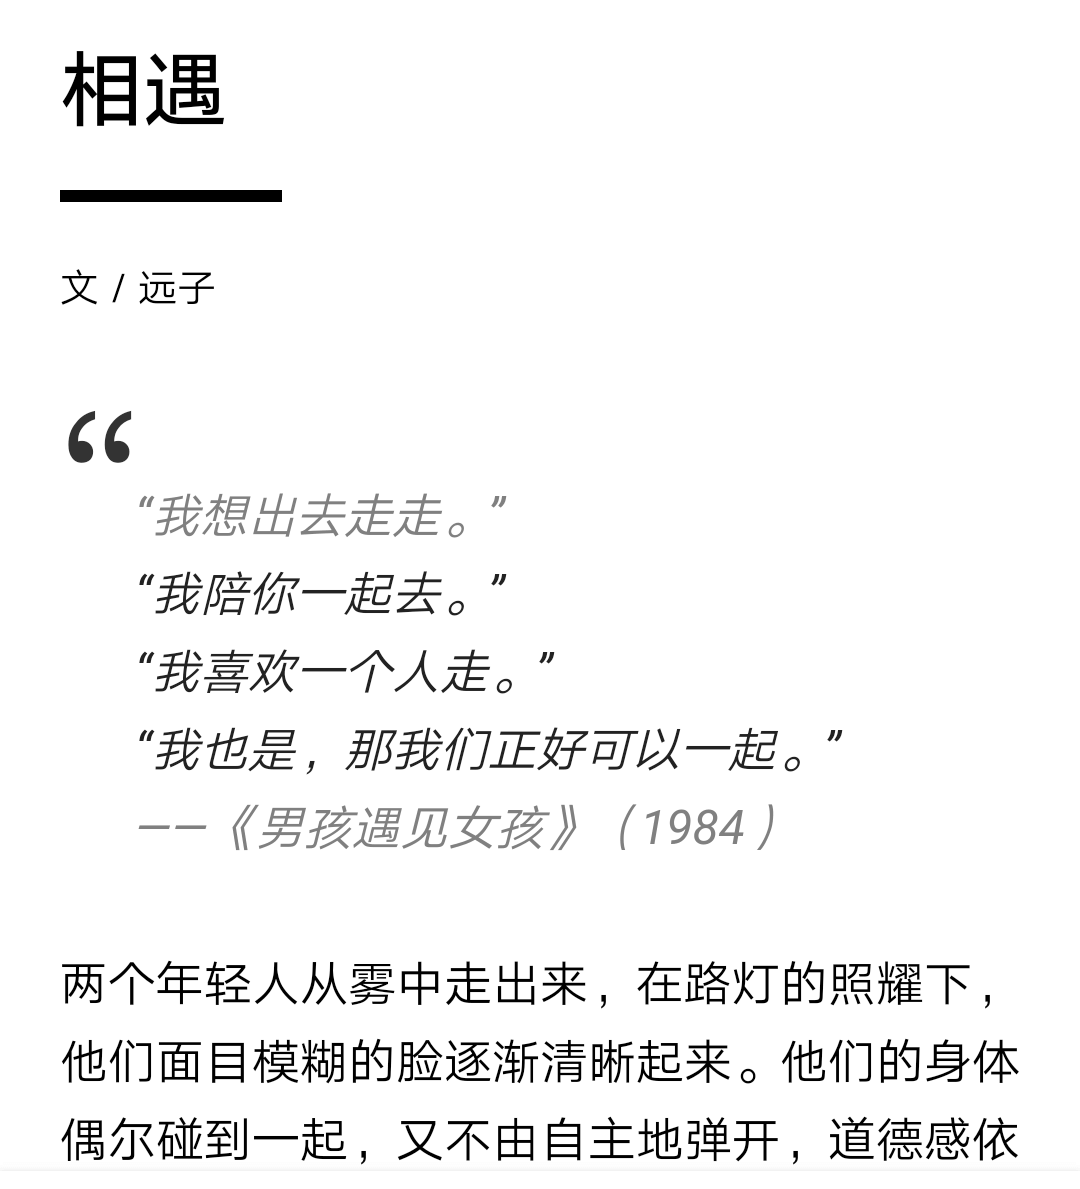 相遇
文 / 远子
“
“我想出去走走。”
“我陪你一起去。”
“我喜欢一个人走。”
“我也是，那我们正好可以一起。”
——《男孩遇见女孩》（1984）
两个年轻人从雾中走出来，在路灯的照耀下，
他们面目模糊的脸逐渐清晰起来。他们的身体
偶尔碰到一起，又不由自主地弹开，道德感依